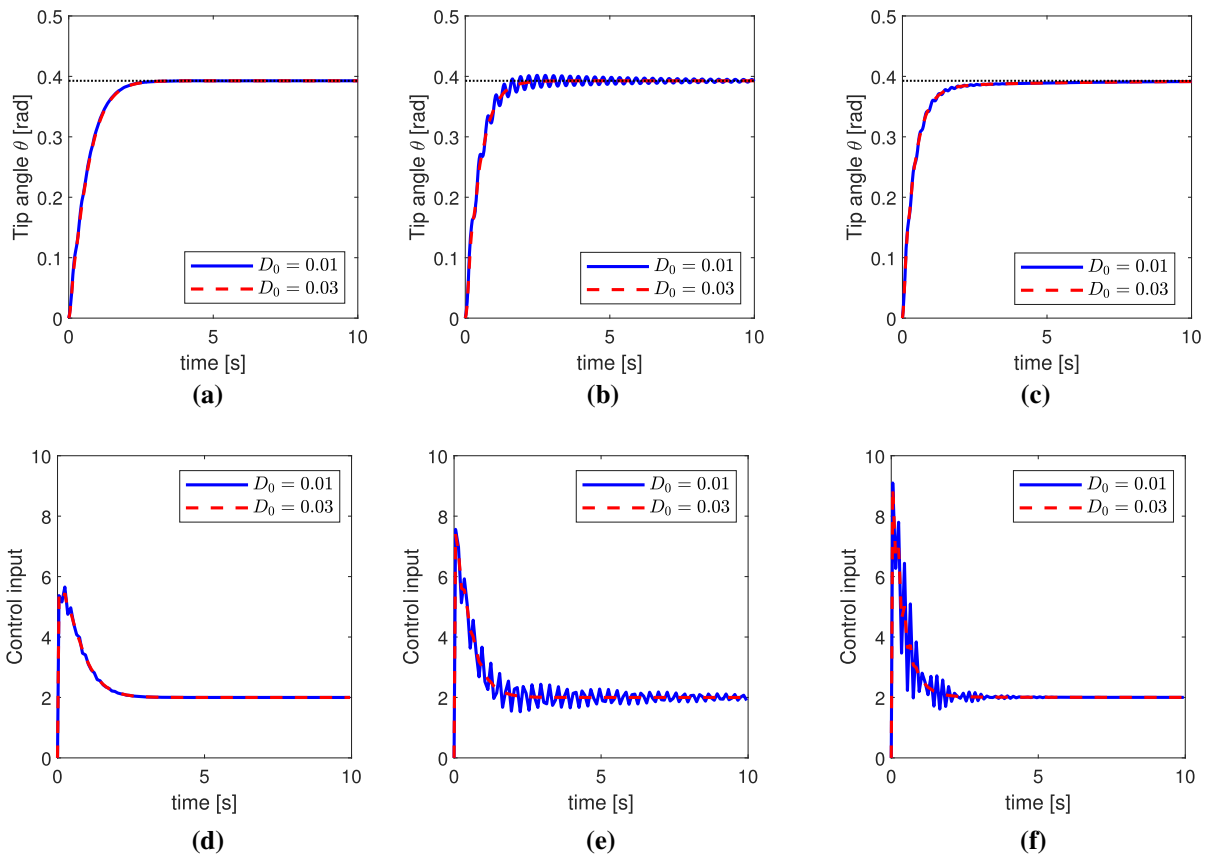 0.5
0.4
0.3
0.2
0.1
0
Tip angle θ [rad]
D₀ = 0.01
D₀ = 0.03
0 5 10
time [s]
(a)
0.5
0.4
0.3
0.2
0.1
0
Tip angle θ [rad]
D₀ = 0.01
D₀ = 0.03
0 5 10
time [s]
(b)
0.5
0.4
0.3
0.2
0.1
0
Tip angle θ [rad]
D₀ = 0.01
D₀ = 0.03
0 5 10
time [s]
(c)
10
8
6
4
2
0
Control input
D₀ = 0.01
D₀ = 0.03
0 5 10
time [s]
(d)
10
8
6
4
2
0
Control input
D₀ = 0.01
D₀ = 0.03
0 5 10
time [s]
(e)
10
8
6
4
2
0
Control input
D₀ = 0.01
D₀ = 0.03
0 5 10
time [s]
(f)